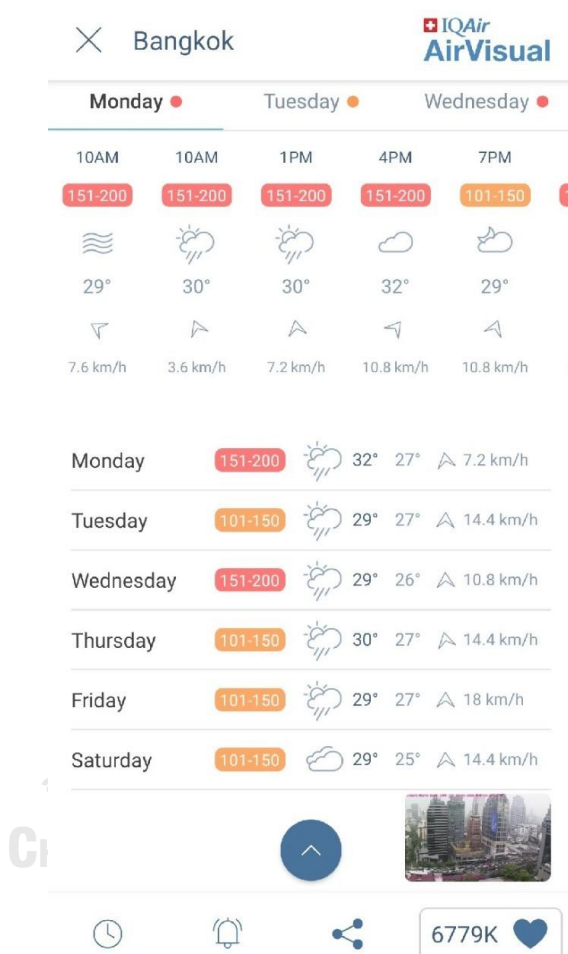 Bangkok
IQAir
AirVisual
Monday Tuesday Wednesday
10AM 10AM 1PM 4PM 7PM
151-200 151-200 151-200 151-200 101-150
29° 30° 30° 32° 29°
7.6 km/h 3.6 km/h 7.2 km/h 10.8 km/h 10.8 km/h
Monday 151-200 32° 27° 7.2 km/h
Tuesday 101-150 29° 27° 14.4 km/h
Wednesday 151-200 29° 26° 10.8 km/h
Thursday 101-150 30° 27° 14.4 km/h
Friday 101-150 29° 27° 18 km/h
Saturday 101-150 29° 25° 14.4 km/h
6779K